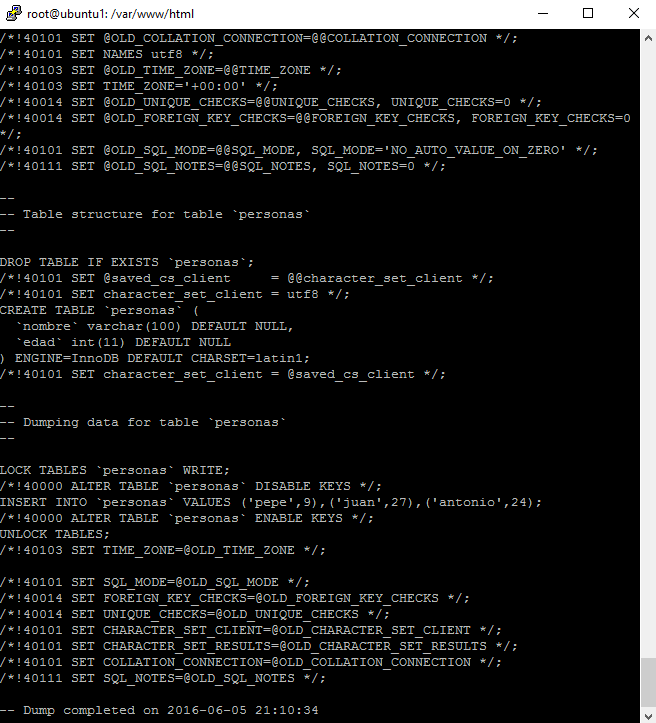 root@ubuntu1: /var/www/html
/*!40101 SET @OLD_COLLATION_CONNECTION=@@COLLATION_CONNECTION */;
/*!40101 SET NAMES utf8 */;
/*!40103 SET @OLD_TIME_ZONE=@@TIME_ZONE */;
/*!40103 SET TIME_ZONE='+00:00' */;
/*!40014 SET @OLD_UNIQUE_CHECKS=@@UNIQUE_CHECKS, UNIQUE_CHECKS=0 */;
/*!40014 SET @OLD_FOREIGN_KEY_CHECKS=@@FOREIGN_KEY_CHECKS, FOREIGN_KEY_CHECKS=0
*/;
/*!40101 SET @OLD_SQL_MODE=@@SQL_MODE, SQL_MODE='NO_AUTO_VALUE_ON_ZERO' */;
/*!40111 SET @OLD_SQL_NOTES=@@SQL_NOTES, SQL_NOTES=0 */;
--
-- Table structure for table `personas`
--
DROP TABLE IF EXISTS `personas`;
/*!40101 SET @saved_cs_client     = @@character_set_client */;
/*!40101 SET character_set_client = utf8 */;
CREATE TABLE `personas` (
  `nombre` varchar(100) DEFAULT NULL,
  `edad` int(11) DEFAULT NULL
) ENGINE=InnoDB DEFAULT CHARSET=latin1;
/*!40101 SET character_set_client = @saved_cs_client */;
--
-- Dumping data for table `personas`
--
LOCK TABLES `personas` WRITE;
/*!40000 ALTER TABLE `personas` DISABLE KEYS */;
INSERT INTO `personas` VALUES ('pepe',9),('juan',27),('antonio',24);
/*!40000 ALTER TABLE `personas` ENABLE KEYS */;
UNLOCK TABLES;
/*!40103 SET TIME_ZONE=@OLD_TIME_ZONE */;
/*!40101 SET SQL_MODE=@OLD_SQL_MODE */;
/*!40014 SET FOREIGN_KEY_CHECKS=@OLD_FOREIGN_KEY_CHECKS */;
/*!40014 SET UNIQUE_CHECKS=@OLD_UNIQUE_CHECKS */;
/*!40101 SET CHARACTER_SET_CLIENT=@OLD_CHARACTER_SET_CLIENT */;
/*!40101 SET CHARACTER_SET_RESULTS=@OLD_CHARACTER_SET_RESULTS */;
/*!40101 SET COLLATION_CONNECTION=@OLD_COLLATION_CONNECTION */;
/*!40111 SET SQL_NOTES=@OLD_SQL_NOTES */;
-- Dump completed on 2016-06-05 21:10:34